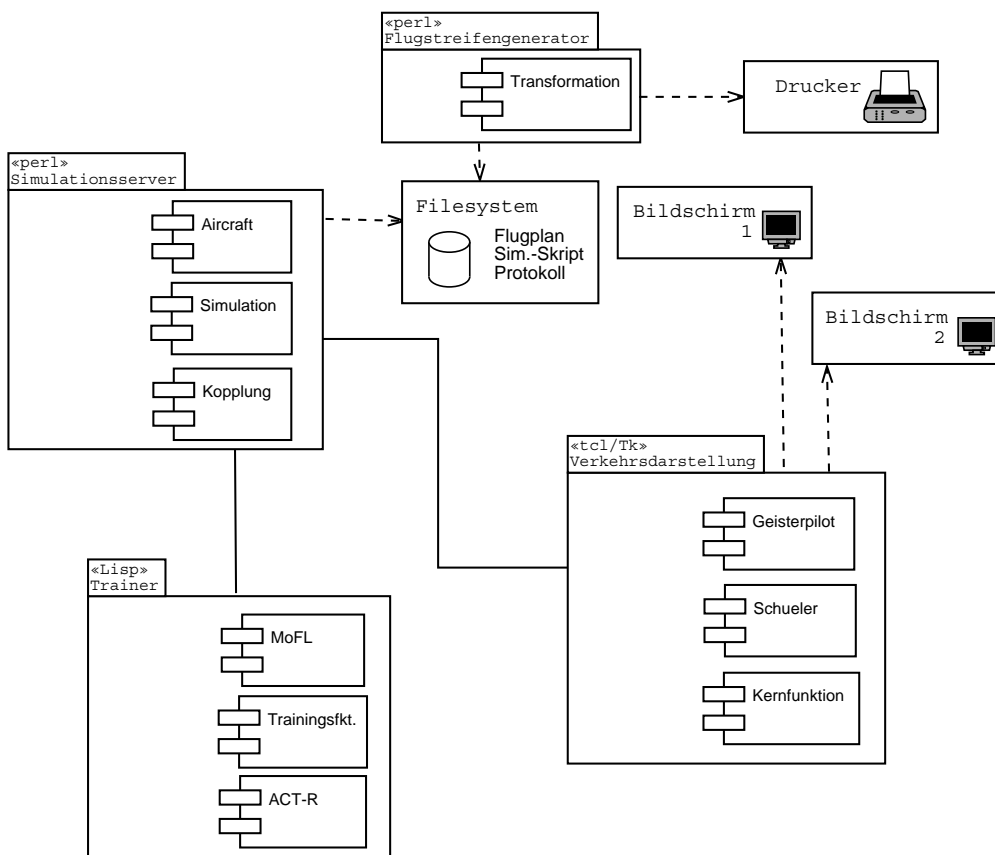 «perl»
Flugstreifengenerator
Transformation
Drucker
«perl»
Simulationsserver
Aircraft
Simulation
Kopplung
Filesystem
Flugplan
Sim.-Skript
Protokoll
Bildschirm
1
Bildschirm
2
«tcl/Tk»
Verkehrsdarstellung
Geisterpilot
Schueler
Kernfunktion
«Lisp»
Trainer
MoFL
Trainingsfkt.
ACT-R